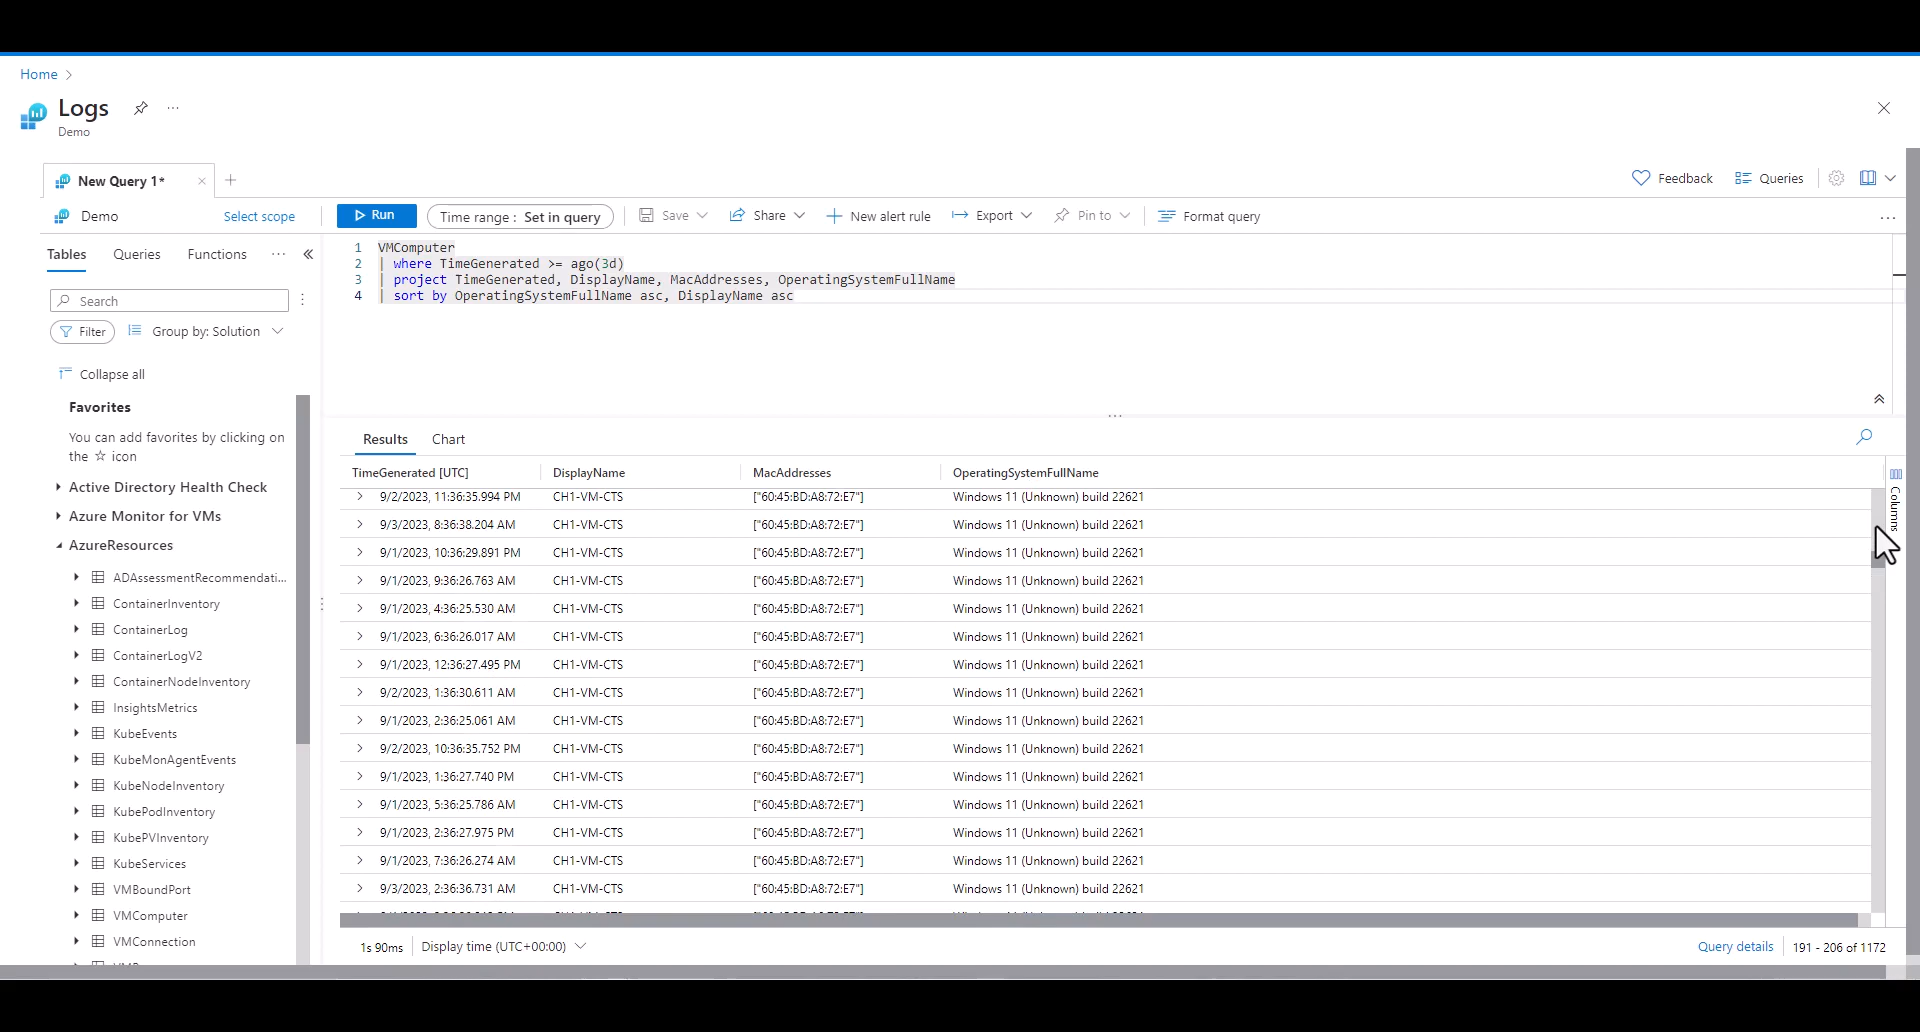 Home
Logs
Demo
New Query 1*
Feedback
Queries
Demo
Select scope
Run
Time range : Set in query
Save
Share
New alert rule
Export
Pin to
Format query
Tables
Queries
Functions
Search
Filter
Group by: Solution
Collapse all
Favorites
You can add favorites by clicking on
the ☆ icon
Active Directory Health Check
Azure Monitor for VMs
AzureResources
ADAssessmentRecommendati...
ContainerInventory
ContainerLog
ContainerLogV2
ContainerNodeInventory
InsightsMetrics
KubeEvents
KubeMonAgentEvents
KubeNodeInventory
KubePodInventory
KubePVInventory
KubeServices
VMBoundPort
VMComputer
VMConnection
1 VMComputer
2 | where TimeGenerated >= ago(3d)
3 | project TimeGenerated, DisplayName, MacAddresses, OperatingSystemFullName
4 | sort by OperatingSystemFullName asc, DisplayName asc
Results
Chart
TimeGenerated [UTC] DisplayName MacAddresses OperatingSystemFullName
9/2/2023, 11:36:35.994 PM CH1-VM-CTS ["60:45:BD:A8:72:E7"] Windows 11 (Unknown) build 22621
9/3/2023, 8:36:38.204 AM CH1-VM-CTS ["60:45:BD:A8:72:E7"] Windows 11 (Unknown) build 22621
9/1/2023, 10:36:29.891 PM CH1-VM-CTS ["60:45:BD:A8:72:E7"] Windows 11 (Unknown) build 22621
9/1/2023, 9:36:26.763 AM CH1-VM-CTS ["60:45:BD:A8:72:E7"] Windows 11 (Unknown) build 22621
9/1/2023, 4:36:25.530 AM CH1-VM-CTS ["60:45:BD:A8:72:E7"] Windows 11 (Unknown) build 22621
9/1/2023, 6:36:26.017 AM CH1-VM-CTS ["60:45:BD:A8:72:E7"] Windows 11 (Unknown) build 22621
9/1/2023, 12:36:27.495 PM CH1-VM-CTS ["60:45:BD:A8:72:E7"] Windows 11 (Unknown) build 22621
9/2/2023, 1:36:30.611 AM CH1-VM-CTS ["60:45:BD:A8:72:E7"] Windows 11 (Unknown) build 22621
9/1/2023, 2:36:25.061 AM CH1-VM-CTS ["60:45:BD:A8:72:E7"] Windows 11 (Unknown) build 22621
9/2/2023, 10:36:35.752 PM CH1-VM-CTS ["60:45:BD:A8:72:E7"] Windows 11 (Unknown) build 22621
9/1/2023, 1:36:27.740 PM CH1-VM-CTS ["60:45:BD:A8:72:E7"] Windows 11 (Unknown) build 22621
9/1/2023, 5:36:25.786 AM CH1-VM-CTS ["60:45:BD:A8:72:E7"] Windows 11 (Unknown) build 22621
9/1/2023, 2:36:27.975 PM CH1-VM-CTS ["60:45:BD:A8:72:E7"] Windows 11 (Unknown) build 22621
9/1/2023, 7:36:26.274 AM CH1-VM-CTS ["60:45:BD:A8:72:E7"] Windows 11 (Unknown) build 22621
9/3/2023, 2:36:36.731 AM CH1-VM-CTS ["60:45:BD:A8:72:E7"] Windows 11 (Unknown) build 22621
Columns
1s 90ms
Display time (UTC+00:00)
Query details
191 - 206 of 1172